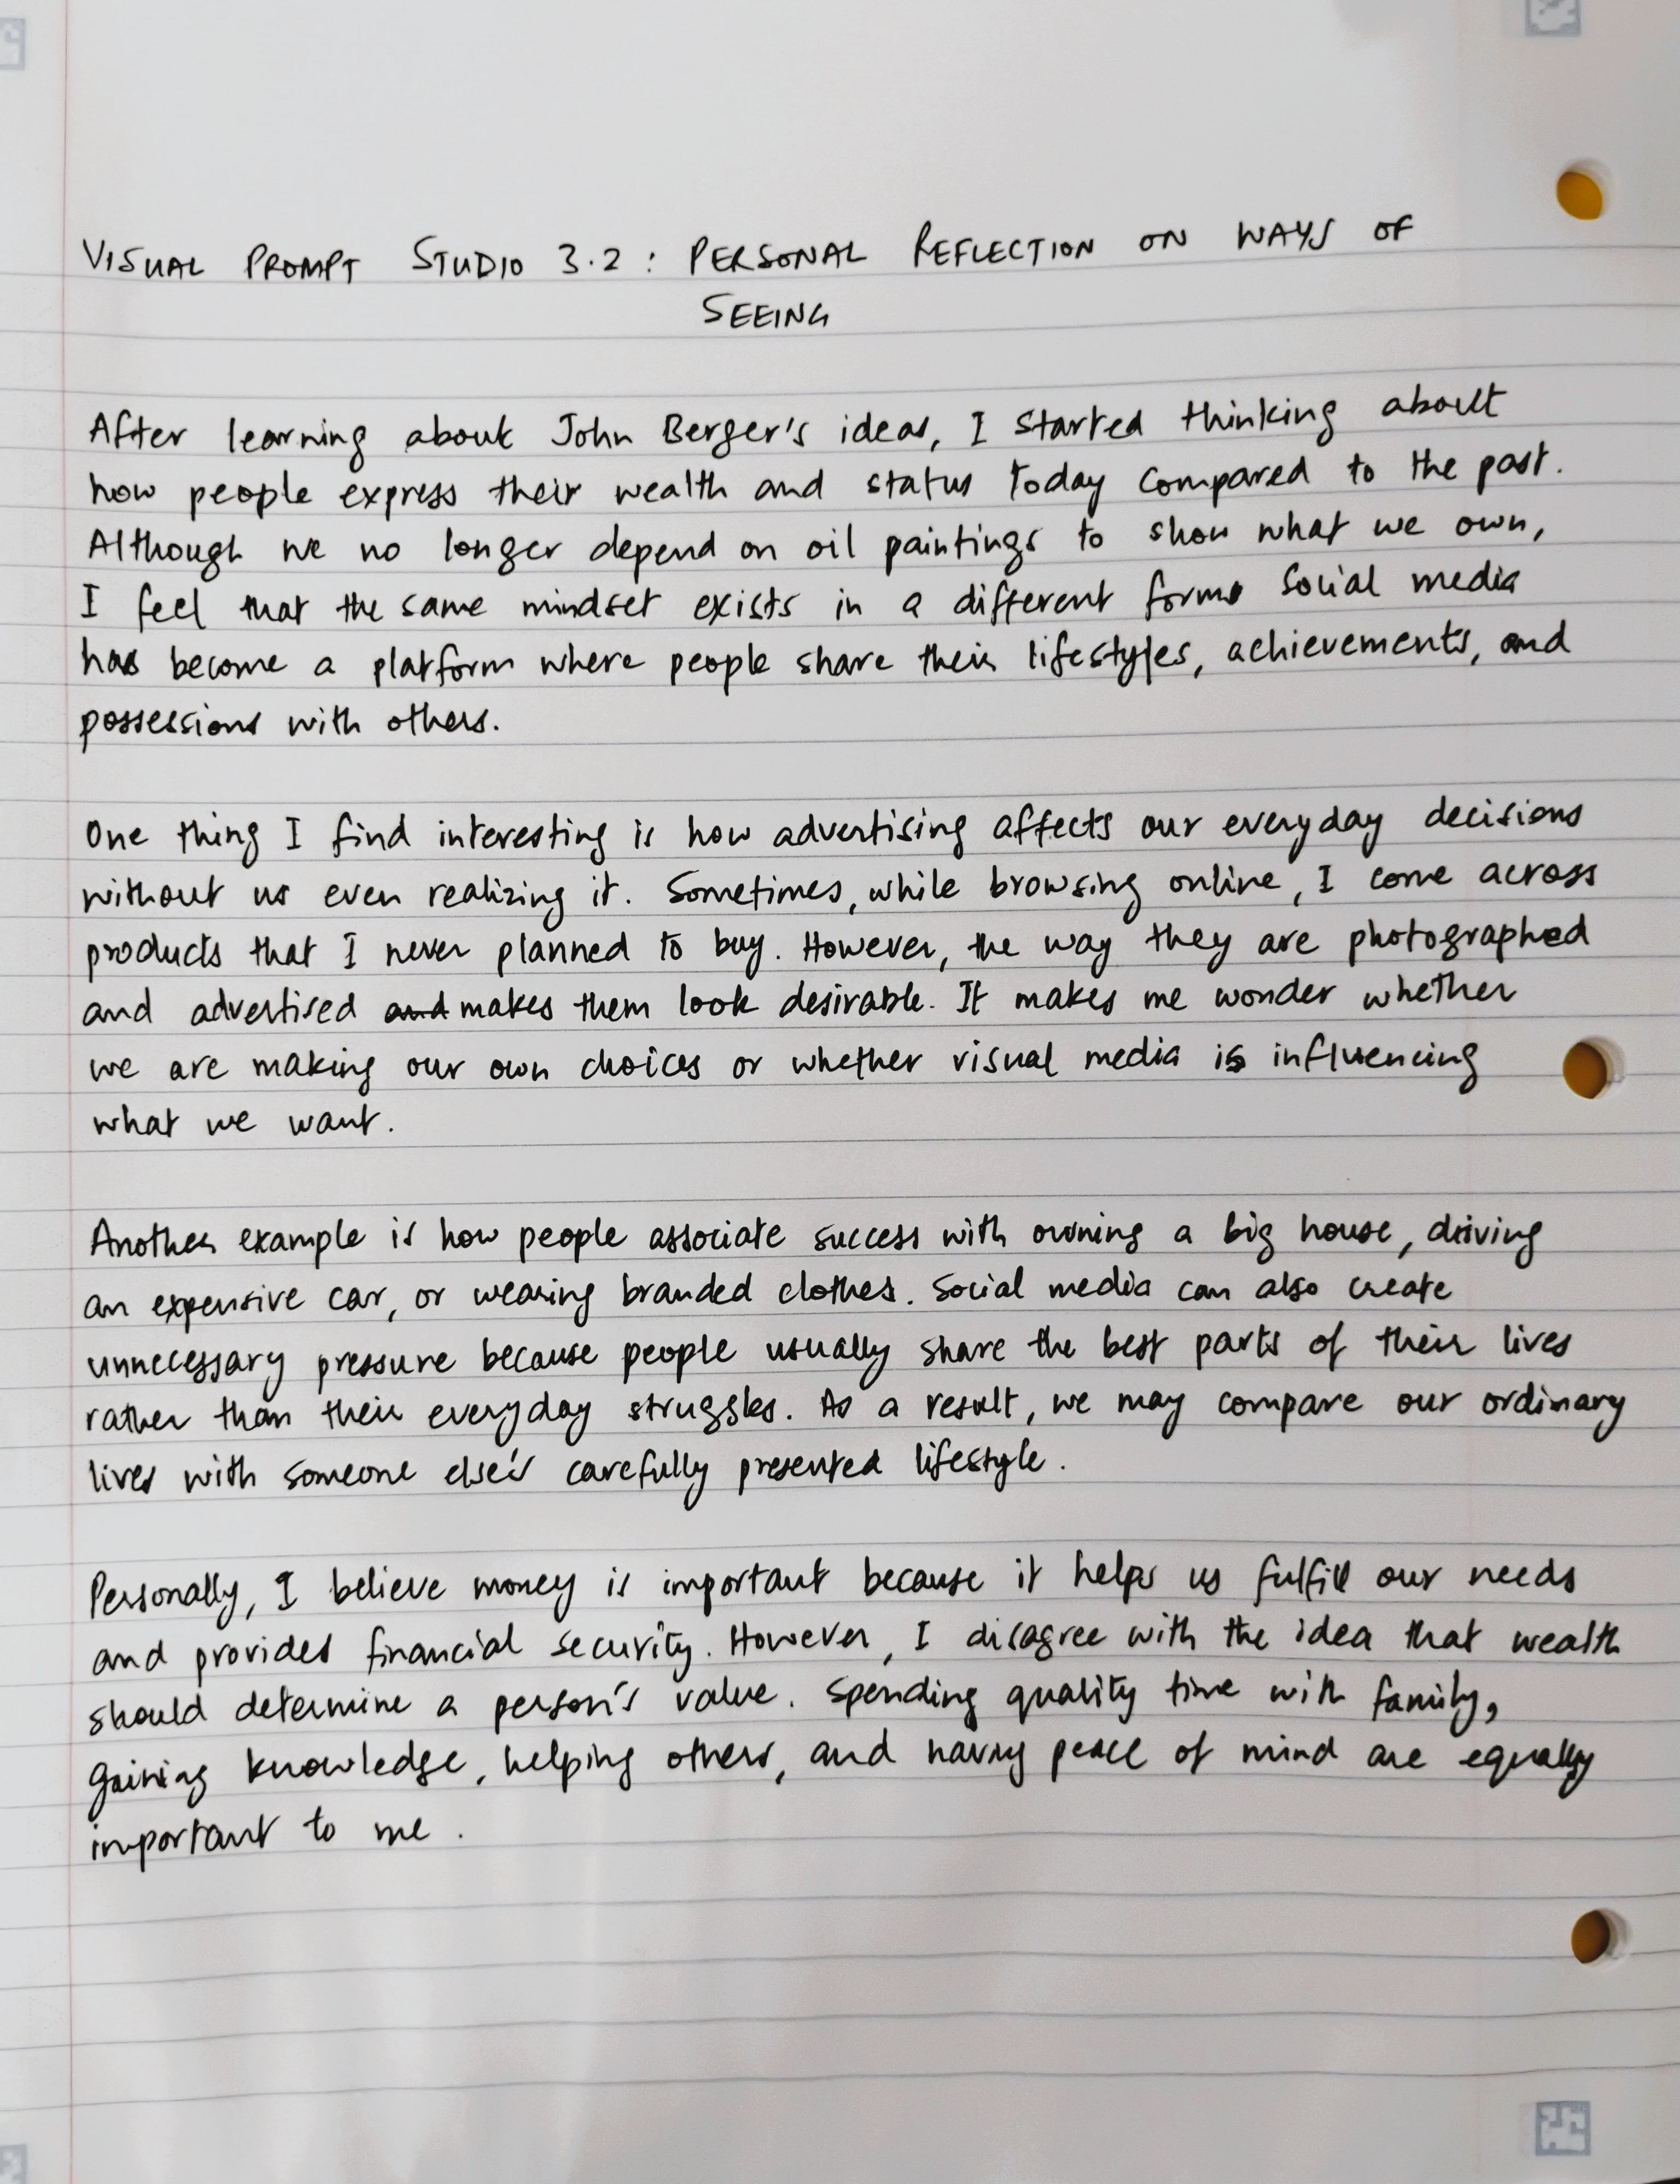 VISUAL PROMPT STUDIO 3.2 : PERSONAL REFLECTION ON WAYS OF
SEEING
After learning about John Berger's ideas, I started thinking about
how people express their wealth and status today compared to the past.
Although we no longer depend on oil paintings to show what we own,
I feel that the same mindset exists in a different form. Social media
has become a platform where people share their lifestyles, achievements, and
possessions with others.
One thing I find interesting is how advertising affects our everyday decisions
without us even realizing it. Sometimes, while browsing online, I come across
products that I never planned to buy. However, the way they are photographed
and advertised and makes them look desirable. It makes me wonder whether
we are making our own choices or whether visual media is influencing
what we want.
Another example is how people associate success with owning a big house, driving
an expensive car, or wearing branded clothes. Social media can also create
unnecessary pressure because people usually share the best parts of their lives
rather than their everyday struggles. As a result, we may compare our ordinary
lives with someone else's carefully presented lifestyle.
Personally, I believe money is important because it helps us fulfill our needs
and provides financial security. However, I disagree with the idea that wealth
should determine a person's value. Spending quality time with family,
gaining knowledge, helping others, and having peace of mind are equally
important to me.